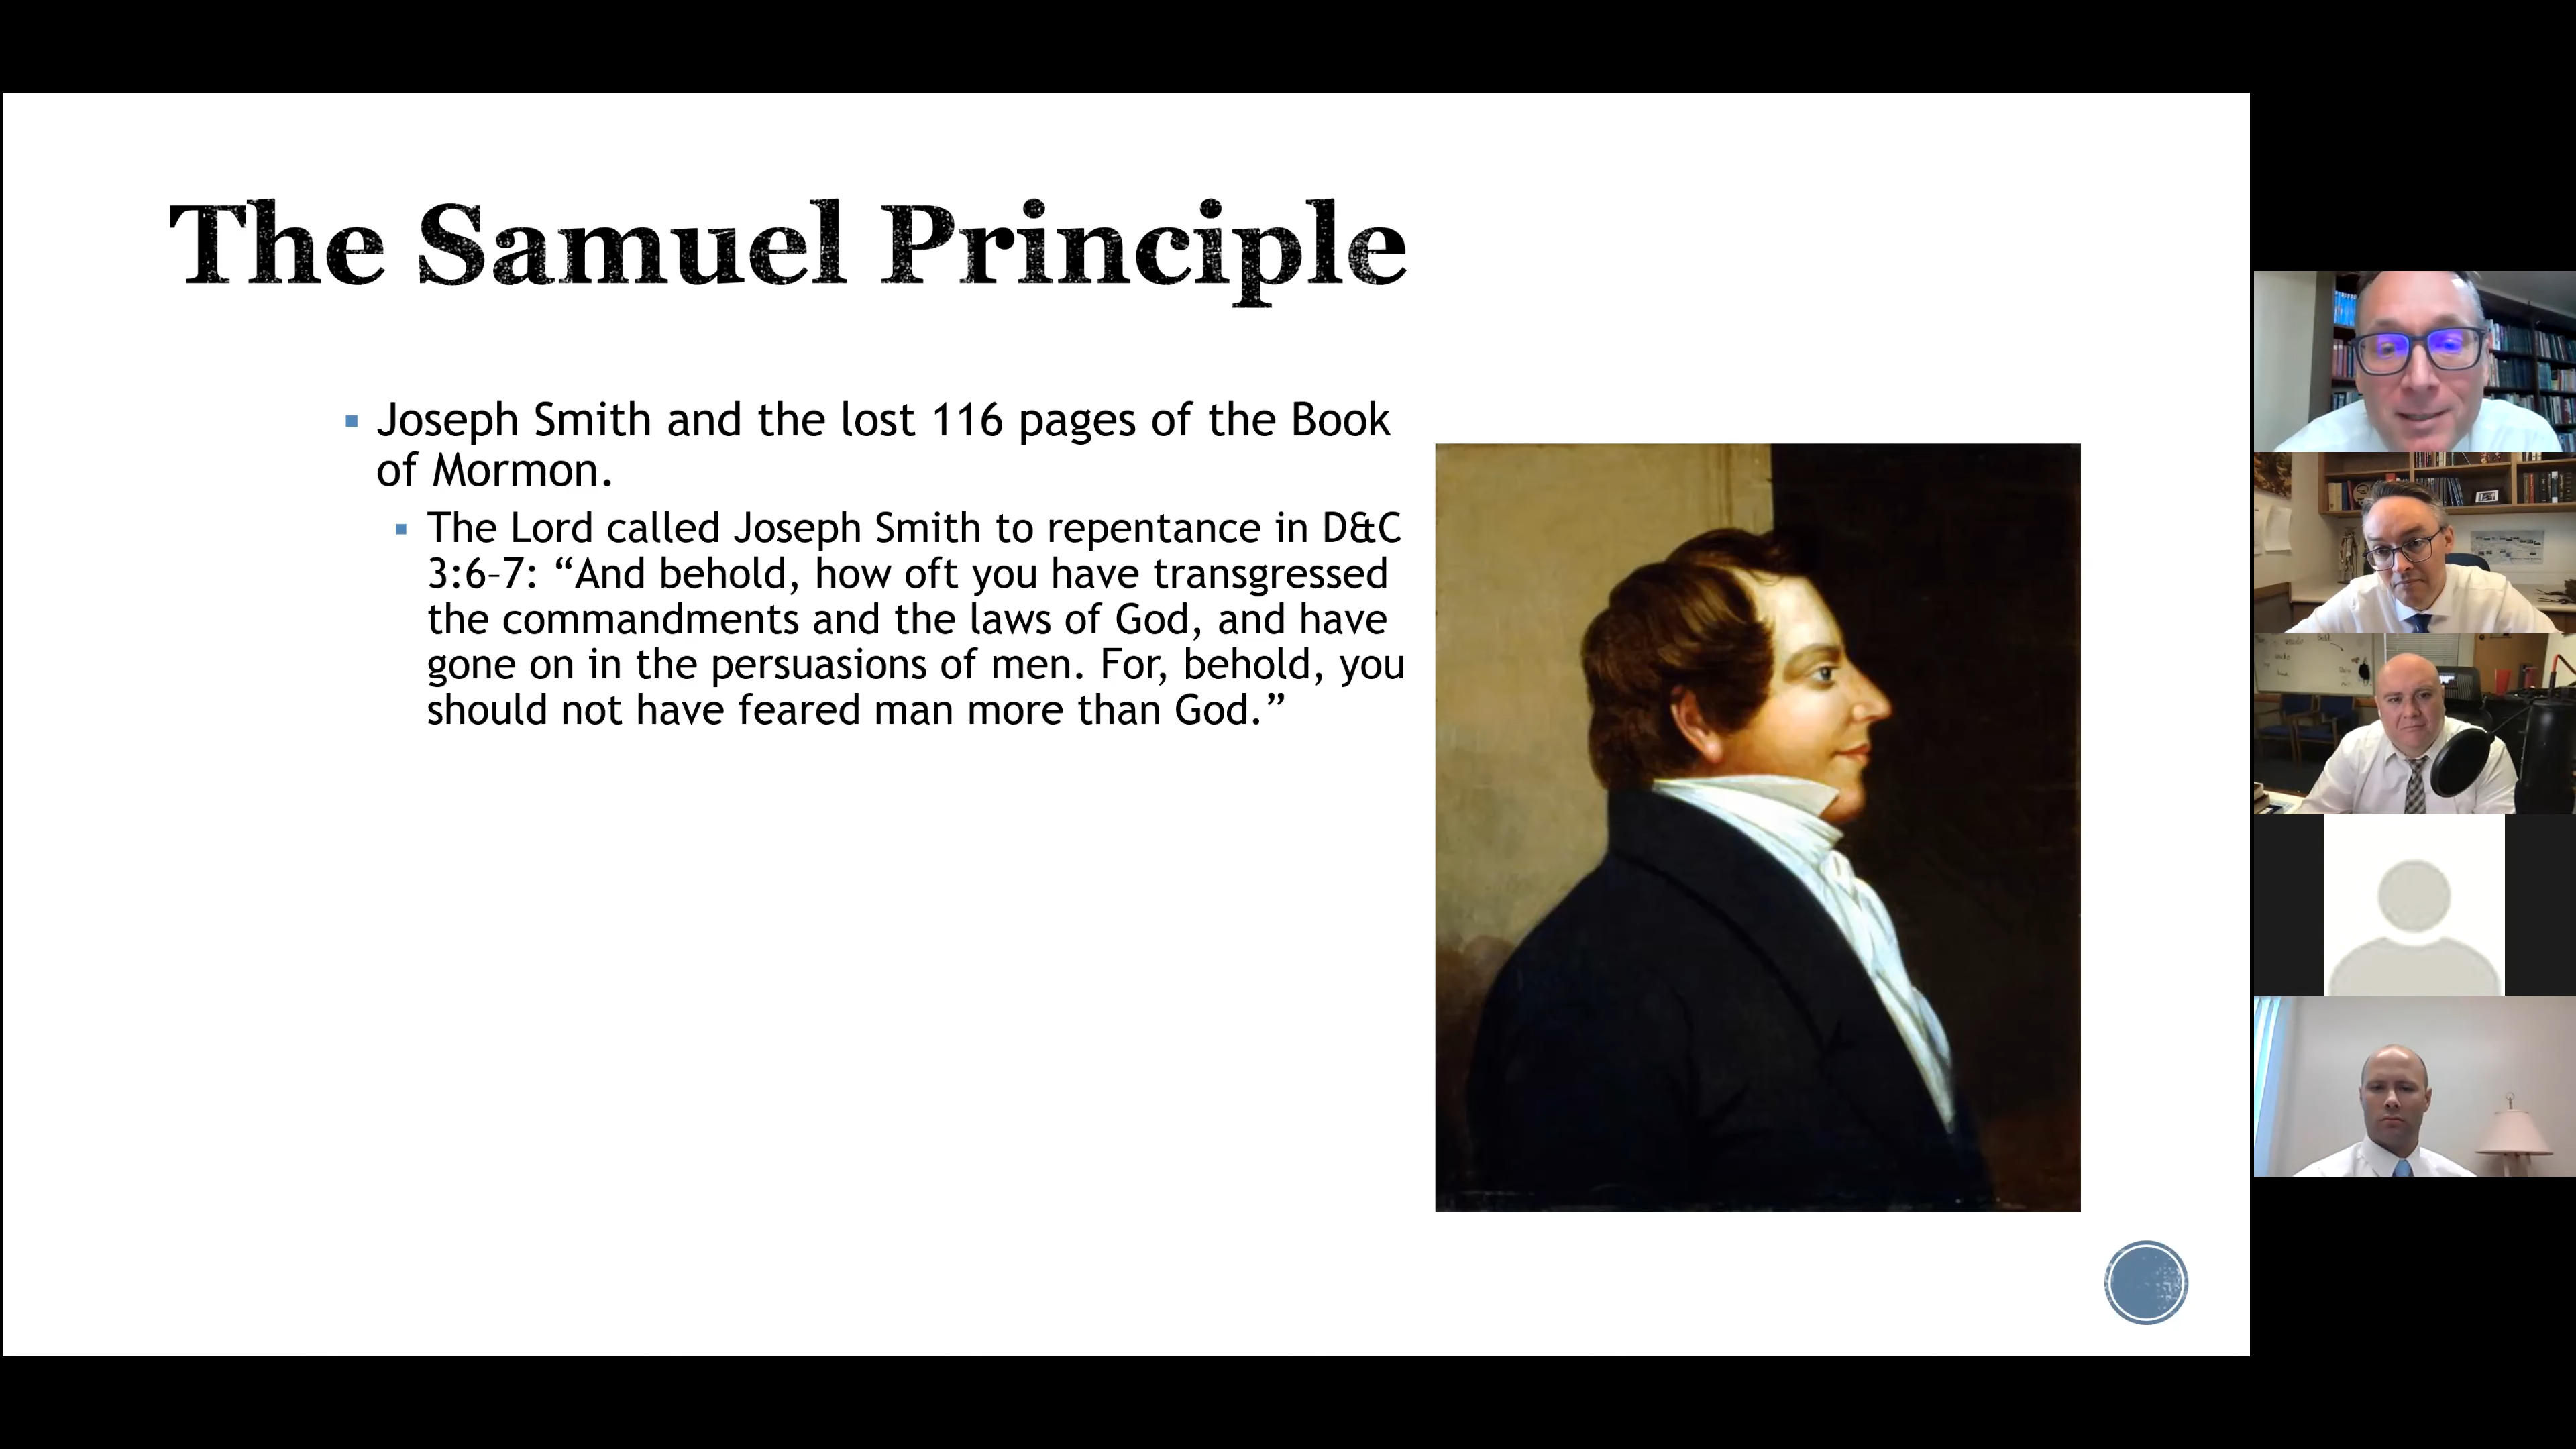 The Samuel Principle
Joseph Smith and the lost 116 pages of the Book
of Mormon.
The Lord called Joseph Smith to repentance in D&C
3:6–7: “And behold, how oft you have transgressed
the commandments and the laws of God, and have
gone on in the persuasions of men. For, behold, you
should not have feared man more than God.”